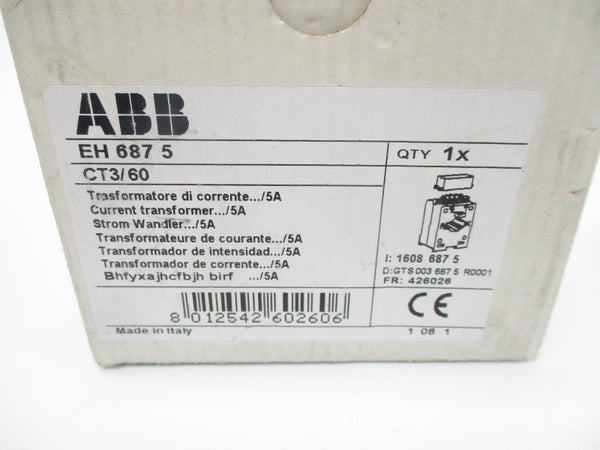 ABB
EH 687 5
QTY 1x
CT3/60
Trasformatore di corrente.../5A
Current transformer.../5A
Strom Wandler.../5A
Transformateure de courante.../5A
Transformador de intensidad.../5A
Transformador de corrente.../5A
Bhfyxajhcfbjh birf ...​/5A
I: 1608 687 5
D:GTS 003 687 5 R0001
FR: 426026
8 012542 602606
CE
Made in Italy
1 08 1